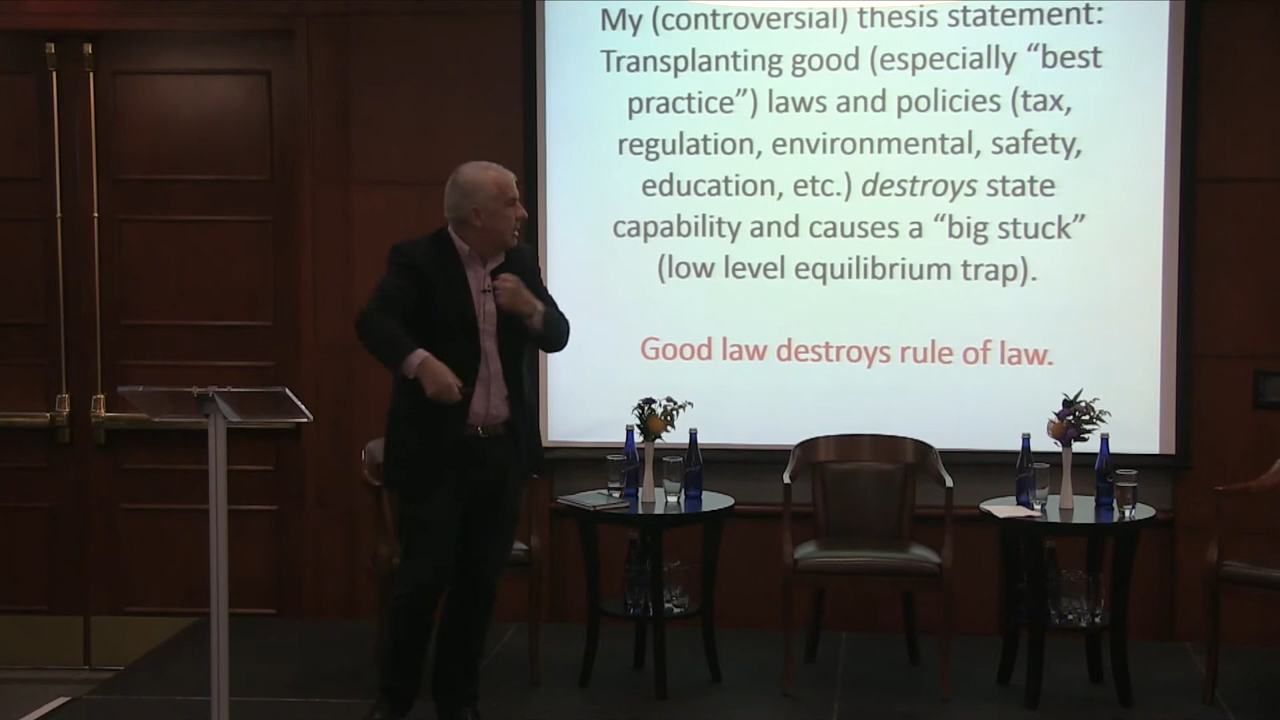 My (controversial) thesis statement:
Transplanting good (especially “best
practice”) laws and policies (tax,
regulation, environmental, safety,
education, etc.) destroys state
capability and causes a “big stuck”
(low level equilibrium trap).
Good law destroys rule of law.